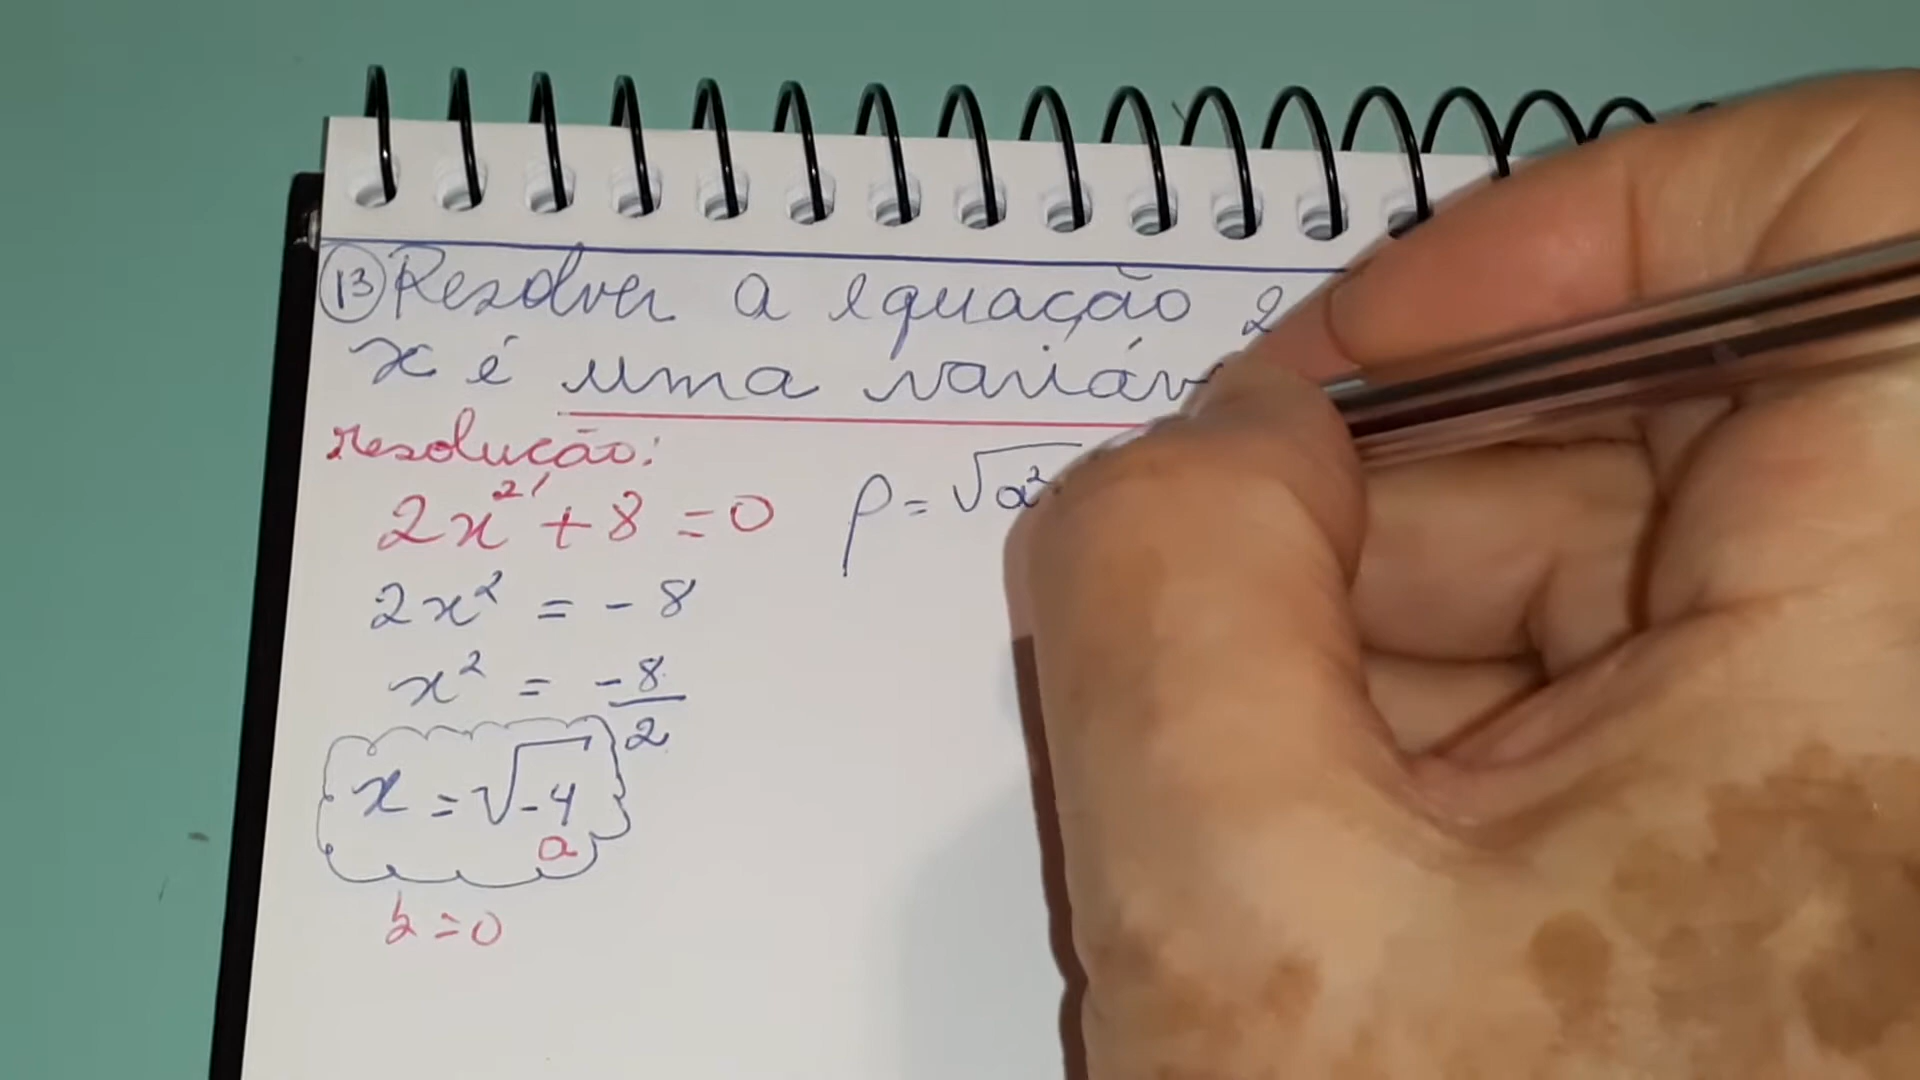 13 Resolver a equação 2
x é uma variáv
resolução:
2x² + 8 = 0
ρ = √a²
2x² = - 8
x² = -8/2
x = √-4
a
b = 0